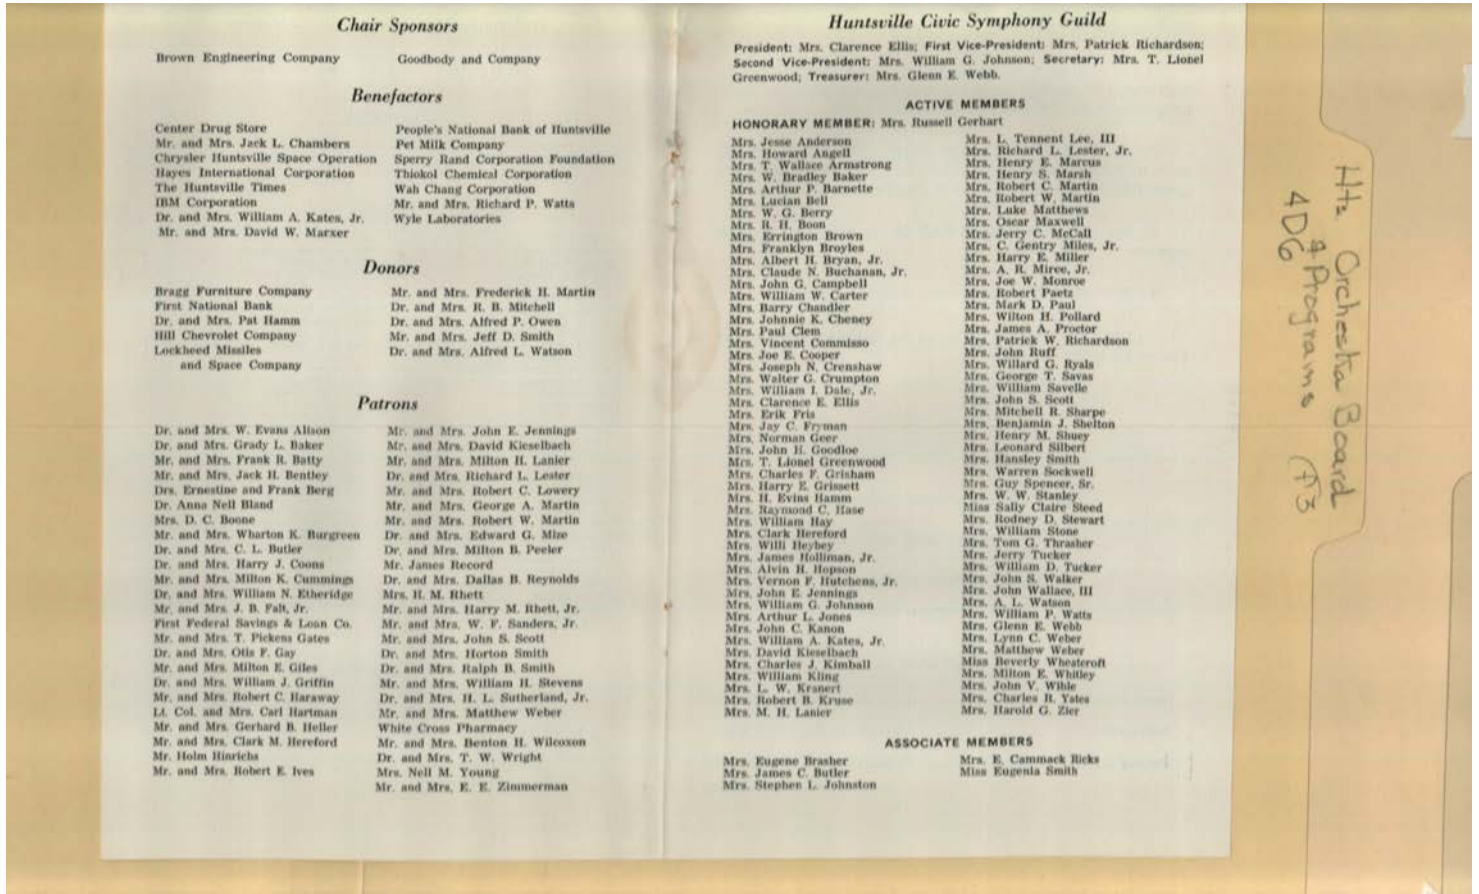 Chair Sponsors
Brown Engineering Company
Goodbody and Company
Benefactors
Center Drug Store
Mr. and Mrs. Jack L. Chambers
Chrysler Huntsville Space Operation
Hayes International Corporation
The Huntsville Times
IBM Corporation
Dr. and Mrs. William A. Kates, Jr.
Mr. and Mrs. David W. Marxer
People's National Bank of Huntsville
Pet Milk Company
Sperry Rand Corporation Foundation
Thiokol Chemical Corporation
Wah Chang Corporation
Mr. and Mrs. Richard P. Watts
Wyle Laboratories
Donors
Bragg Furniture Company
First National Bank
Dr. and Mrs. Pat Hamm
Hill Chevrolet Company
Lockheed Missiles
and Space Company
Mr. and Mrs. Frederick H. Martin
Dr. and Mrs. R. B. Mitchell
Dr. and Mrs. Alfred P. Owen
Mr. and Mrs. Jeff D. Smith
Dr. and Mrs. Alfred L. Watson
Patrons
Dr. and Mrs. W. Evans Alison
Dr. and Mrs. Grady L. Baker
Mr. and Mrs. Frank R. Batty
Mr. and Mrs. Jack H. Bentley
Drs. Ernestine and Frank Berg
Dr. Anna Nell Bland
Mrs. D. C. Boone
Mr. and Mrs. Wharton K. Burgreen
Dr. and Mrs. C. L. Butler
Dr. and Mrs. Harry J. Coons
Mr. and Mrs. Milton K. Cummings
Dr. and Mrs. William N. Etheridge
Mr. and Mrs. J. B. Falt, Jr.
First Federal Savings & Loan Co.
Mr. and Mrs. T. Pickens Gates
Dr. and Mrs. Otis F. Gay
Mr. and Mrs. Milton E. Giles
Dr. and Mrs. William J. Griffin
Mr. and Mrs. Robert C. Haraway
Lt. Col. and Mrs. Carl Hartman
Mr. and Mrs. Gerhard B. Heller
Mr. and Mrs. Clark M. Hereford
Mr. Holm Hinrichs
Mr. and Mrs. Robert E. Ives
Mr. and Mrs. John E. Jennings
Mr. and Mrs. David Kieselbach
Mr. and Mrs. Milton H. Lanier
Dr. and Mrs. Richard L. Lester
Mr. and Mrs. Robert C. Lowery
Mr. and Mrs. George A. Martin
Mr. and Mrs. Robert W. Martin
Dr. and Mrs. Edward G. Mize
Dr. and Mrs. Milton B. Peeler
Mr. James Record
Dr. and Mrs. Dallas B. Reynolds
Mrs. H. M. Rhett
Mr. and Mrs. Harry M. Rhett, Jr.
Mr. and Mrs. W. F. Sanders, Jr.
Mr. and Mrs. John S. Scott
Dr. and Mrs. Horton Smith
Dr. and Mrs. Ralph B. Smith
Mr. and Mrs. William H. Stevens
Dr. and Mrs. H. L. Sutherland, Jr.
Mr. and Mrs. Matthew Weber
White Cross Pharmacy
Mr. and Mrs. Benton H. Wilcoxon
Dr. and Mrs. T. W. Wright
Mrs. Nell M. Young
Mr. and Mrs. E. E. Zimmerman
Huntsville Civic Symphony Guild
President: Mrs. Clarence Ellis; First Vice-President: Mrs. Patrick Richardson;
Second Vice-President: Mrs. William G. Johnson; Secretary: Mrs. T. Lionel
Greenwood; Treasurer: Mrs. Glenn E. Webb.
ACTIVE MEMBERS
HONORARY MEMBER: Mrs. Russell Gerhart
Mrs. Jesse Anderson
Mrs. Howard Angell
Mrs. T. Wallace Armstrong
Mrs. W. Bradley Baker
Mrs. Arthur P. Barnette
Mrs. Lucian Bell
Mrs. W. G. Berry
Mrs. R. H. Boon
Mrs. Errington Brown
Mrs. Franklyn Broyles
Mrs. Albert H. Bryan, Jr.
Mrs. Claude N. Buchanan, Jr.
Mrs. John G. Campbell
Mrs. William W. Carter
Mrs. Barry Chandler
Mrs. Johnnie K. Cheney
Mrs. Paul Clem
Mrs. Vincent Commisso
Mrs. Joe E. Cooper
Mrs. Joseph N. Crenshaw
Mrs. Walter G. Crumpton
Mrs. William I. Dale, Jr.
Mrs. Clarence E. Ellis
Mrs. Erik Fris
Mrs. Jay C. Fryman
Mrs. Norman Geer
Mrs. John H. Goodloe
Mrs. T. Lionel Greenwood
Mrs. Charles F. Grisham
Mrs. Harry E. Grissett
Mrs. H. Evins Hamm
Mrs. Raymond C. Hase
Mrs. William Hay
Mrs. Clark Hereford
Mrs. Willi Heybey
Mrs. James Holliman, Jr.
Mrs. Alvin H. Hopson
Mrs. Vernon F. Hutchens, Jr.
Mrs. John E. Jennings
Mrs. William G. Johnson
Mrs. Arthur L. Jones
Mrs. John C. Kanon
Mrs. William A. Kates, Jr.
Mrs. David Kieselbach
Mrs. Charles J. Kimball
Mrs. William Kling
Mrs. L. W. Kranert
Mrs. Robert B. Kruse
Mrs. M. H. Lanier
Mrs. L. Tennent Lee, III
Mrs. Richard L. Lester, Jr.
Mrs. Henry E. Marcus
Mrs. Henry S. Marsh
Mrs. Robert C. Martin
Mrs. Robert W. Martin
Mrs. Luke Matthews
Mrs. Oscar Maxwell
Mrs. Jerry C. McCall
Mrs. C. Gentry Miles, Jr.
Mrs. Harry E. Miller
Mrs. A. R. Miree, Jr.
Mrs. Joe W. Monroe
Mrs. Robert Paetz
Mrs. Mark D. Paul
Mrs. Wilton H. Pollard
Mrs. James A. Proctor
Mrs. Patrick W. Richardson
Mrs. John Ruff
Mrs. Willard G. Ryals
Mrs. George T. Savas
Mrs. William Savelle
Mrs. John S. Scott
Mrs. Mitchell R. Sharpe
Mrs. Benjamin J. Shelton
Mrs. Henry M. Shuey
Mrs. Leonard Silbert
Mrs. Hansley Smith
Mrs. Warren Sockwell
Mrs. Guy Spencer, Sr.
Mrs. W. W. Stanley
Miss Sally Claire Steed
Mrs. Rodney D. Stewart
Mrs. William Stone
Mrs. Tom G. Thrasher
Mrs. Jerry Tucker
Mrs. William D. Tucker
Mrs. John S. Walker
Mrs. John Wallace, III
Mrs. A. L. Watson
Mrs. William P. Watts
Mrs. Glenn E. Webb
Mrs. Lynn C. Weber
Mrs. Matthew Weber
Miss Beverly Wheatcroft
Mrs. Milton E. Whitley
Mrs. John V. Wible
Mrs. Charles R. Yates
Mrs. Harold G. Zier
ASSOCIATE MEMBERS
Mrs. Eugene Brasher
Mrs. James C. Butler
Mrs. Stephen L. Johnston
Mrs. E. Cammack Ricks
Miss Eugenia Smith
Hts Orchestra Board
& Programs
4D6